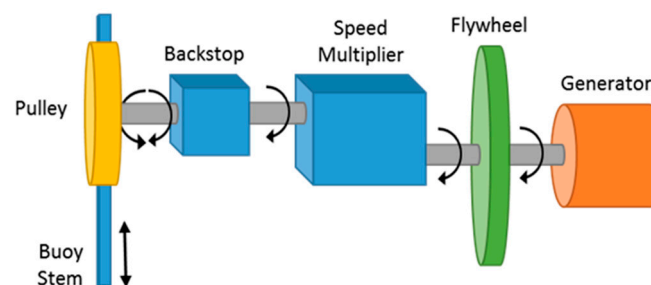 Pulley
Buoy
Stem
Backstop
Speed
Multiplier
Flywheel
Generator